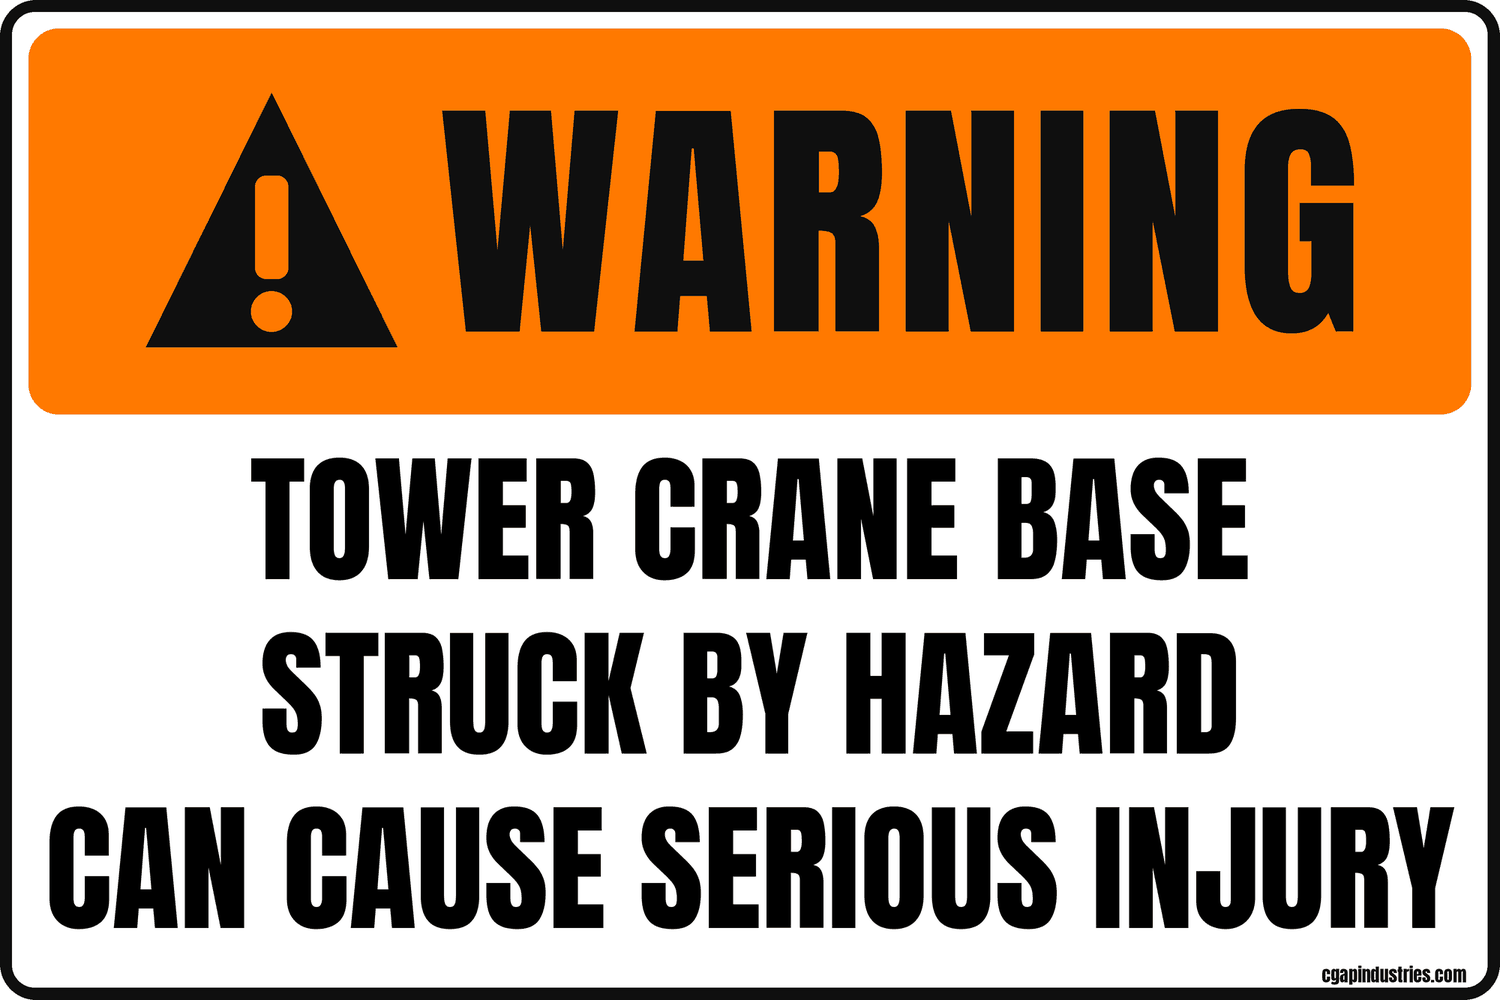 WARNING
TOWER CRANE BASE
STRUCK BY HAZARD
CAN CAUSE SERIOUS INJURY
cgapindustries.com